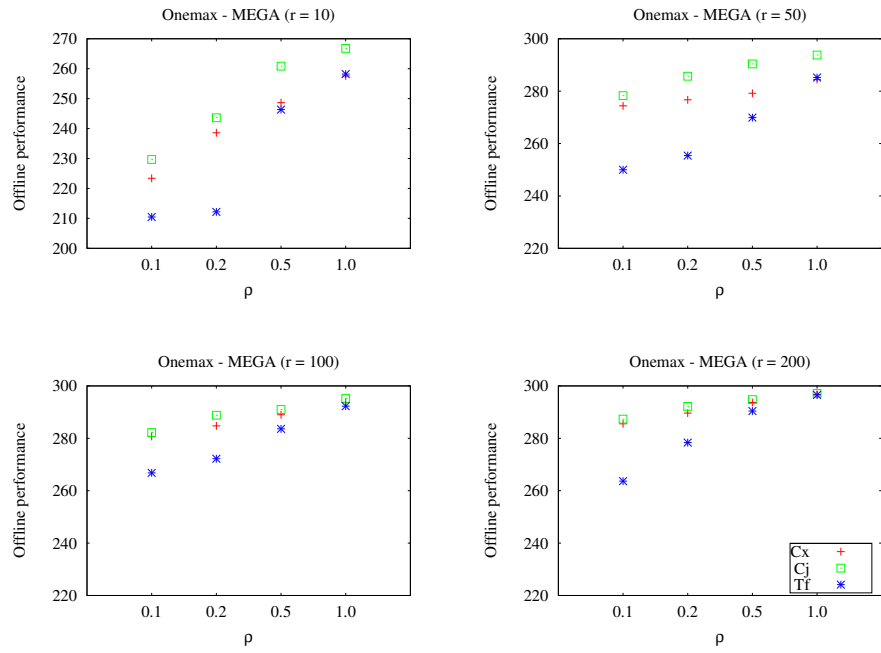 Onemax - MEGA (r = 10)
270
260
250
240
230
220
210
200
Offline performance
0.1 0.2 0.5 1.0
ρ
Onemax - MEGA (r = 50)
300
280
260
240
220
Offline performance
0.1 0.2 0.5 1.0
ρ
Onemax - MEGA (r = 100)
300
280
260
240
220
Offline performance
0.1 0.2 0.5 1.0
ρ
Onemax - MEGA (r = 200)
300
280
260
240
220
Offline performance
0.1 0.2 0.5 1.0
ρ
Cx
Cj
Tf